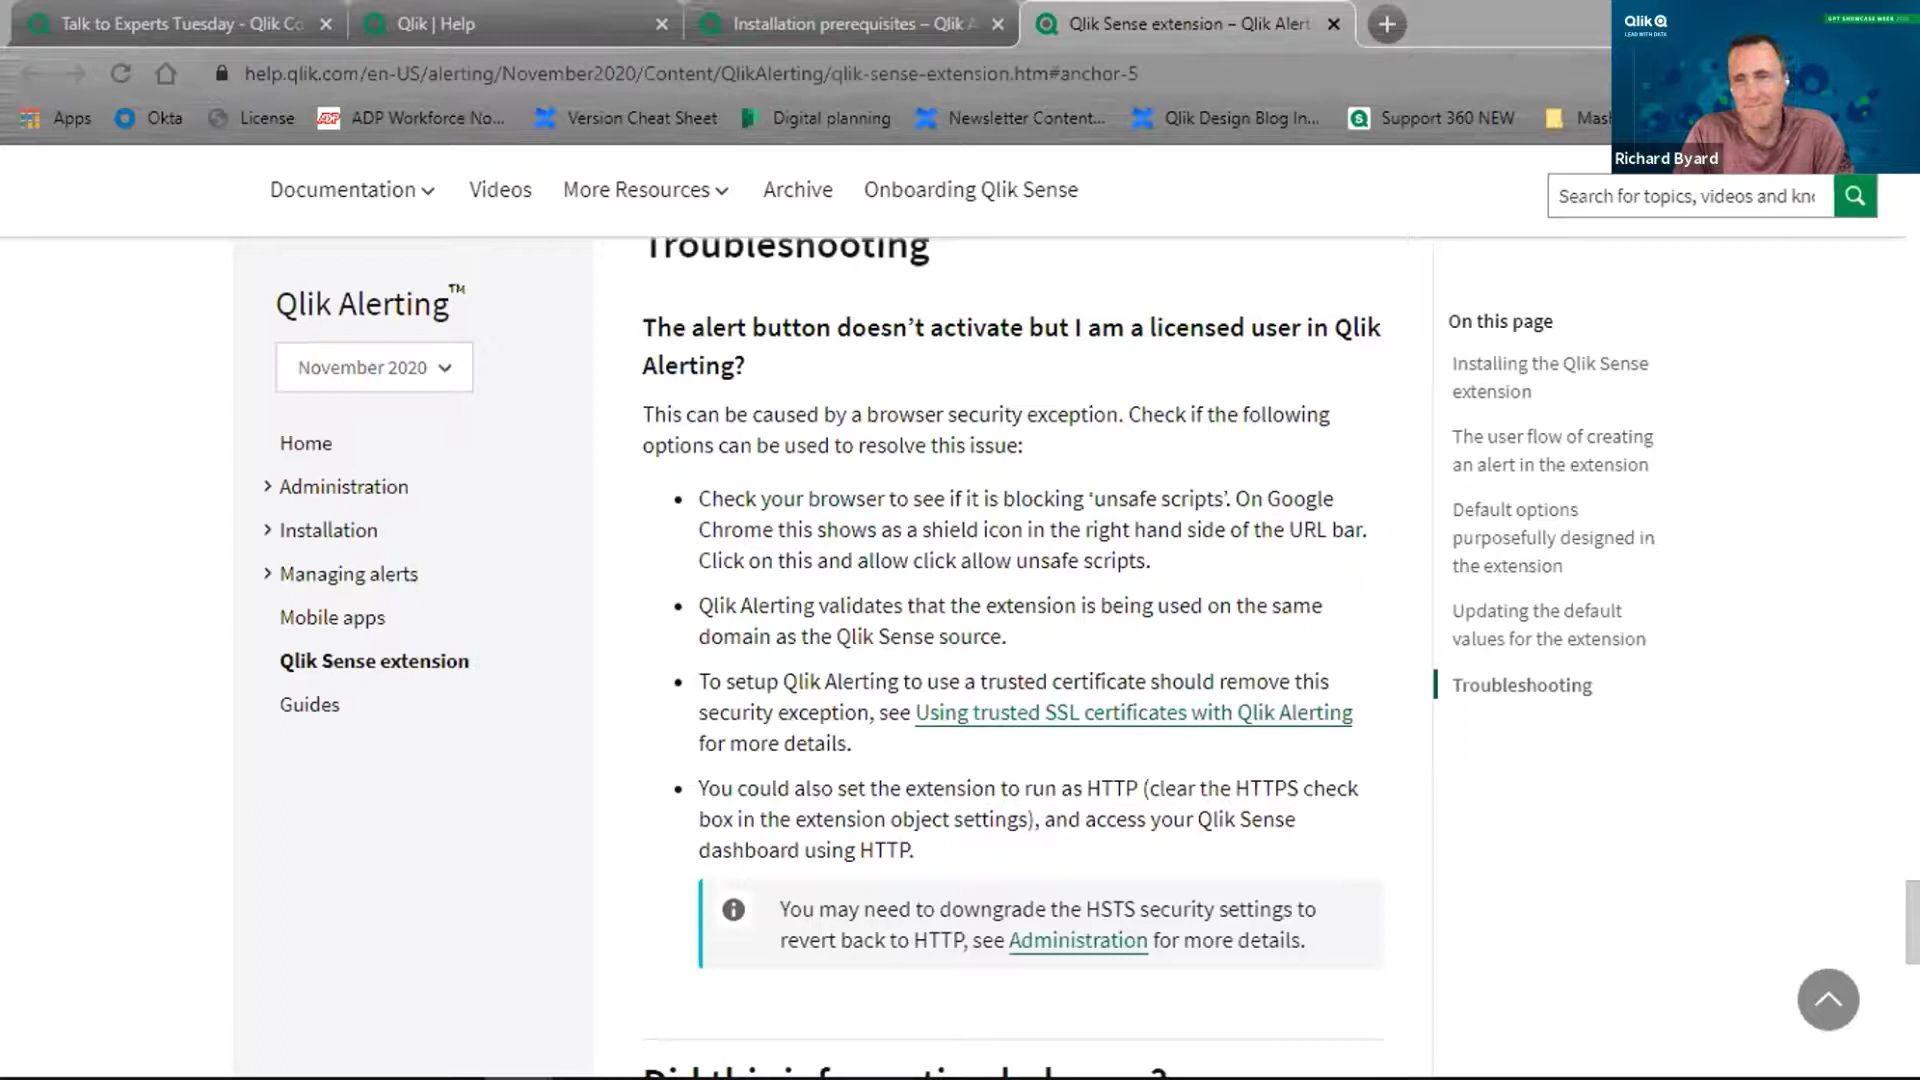 Talk to Experts Tuesday - Qlik Co
Qlik | Help
Installation prerequisites – Qlik A
Qlik Sense extension – Qlik Alert
help.qlik.com/en-US/alerting/November2020/Content/QlikAlerting/qlik-sense-extension.htm#anchor-5
Apps
Okta
License
ADP
ADP Workforce No...
Version Cheat Sheet
Digital planning
Newsletter Content...
Qlik Design Blog In...
Support 360 NEW
Mas
Qlik
LEAD WITH DATA
Richard Byard
Documentation
Videos
More Resources
Archive
Onboarding Qlik Sense
Search for topics, videos and kn
Qlik Alerting™
November 2020
Home
Administration
Installation
Managing alerts
Mobile apps
Qlik Sense extension
Guides
Troubleshooting
The alert button doesn’t activate but I am a licensed user in Qlik
Alerting?
This can be caused by a browser security exception. Check if the following
options can be used to resolve this issue:
• Check your browser to see if it is blocking ‘unsafe scripts’. On Google
Chrome this shows as a shield icon in the right hand side of the URL bar.
Click on this and allow click allow unsafe scripts.
• Qlik Alerting validates that the extension is being used on the same
domain as the Qlik Sense source.
• To setup Qlik Alerting to use a trusted certificate should remove this
security exception, see Using trusted SSL certificates with Qlik Alerting
for more details.
• You could also set the extension to run as HTTP (clear the HTTPS check
box in the extension object settings), and access your Qlik Sense
dashboard using HTTP.
You may need to downgrade the HSTS security settings to
revert back to HTTP, see Administration for more details.
On this page
Installing the Qlik Sense
extension
The user flow of creating
an alert in the extension
Default options
purposefully designed in
the extension
Updating the default
values for the extension
Troubleshooting